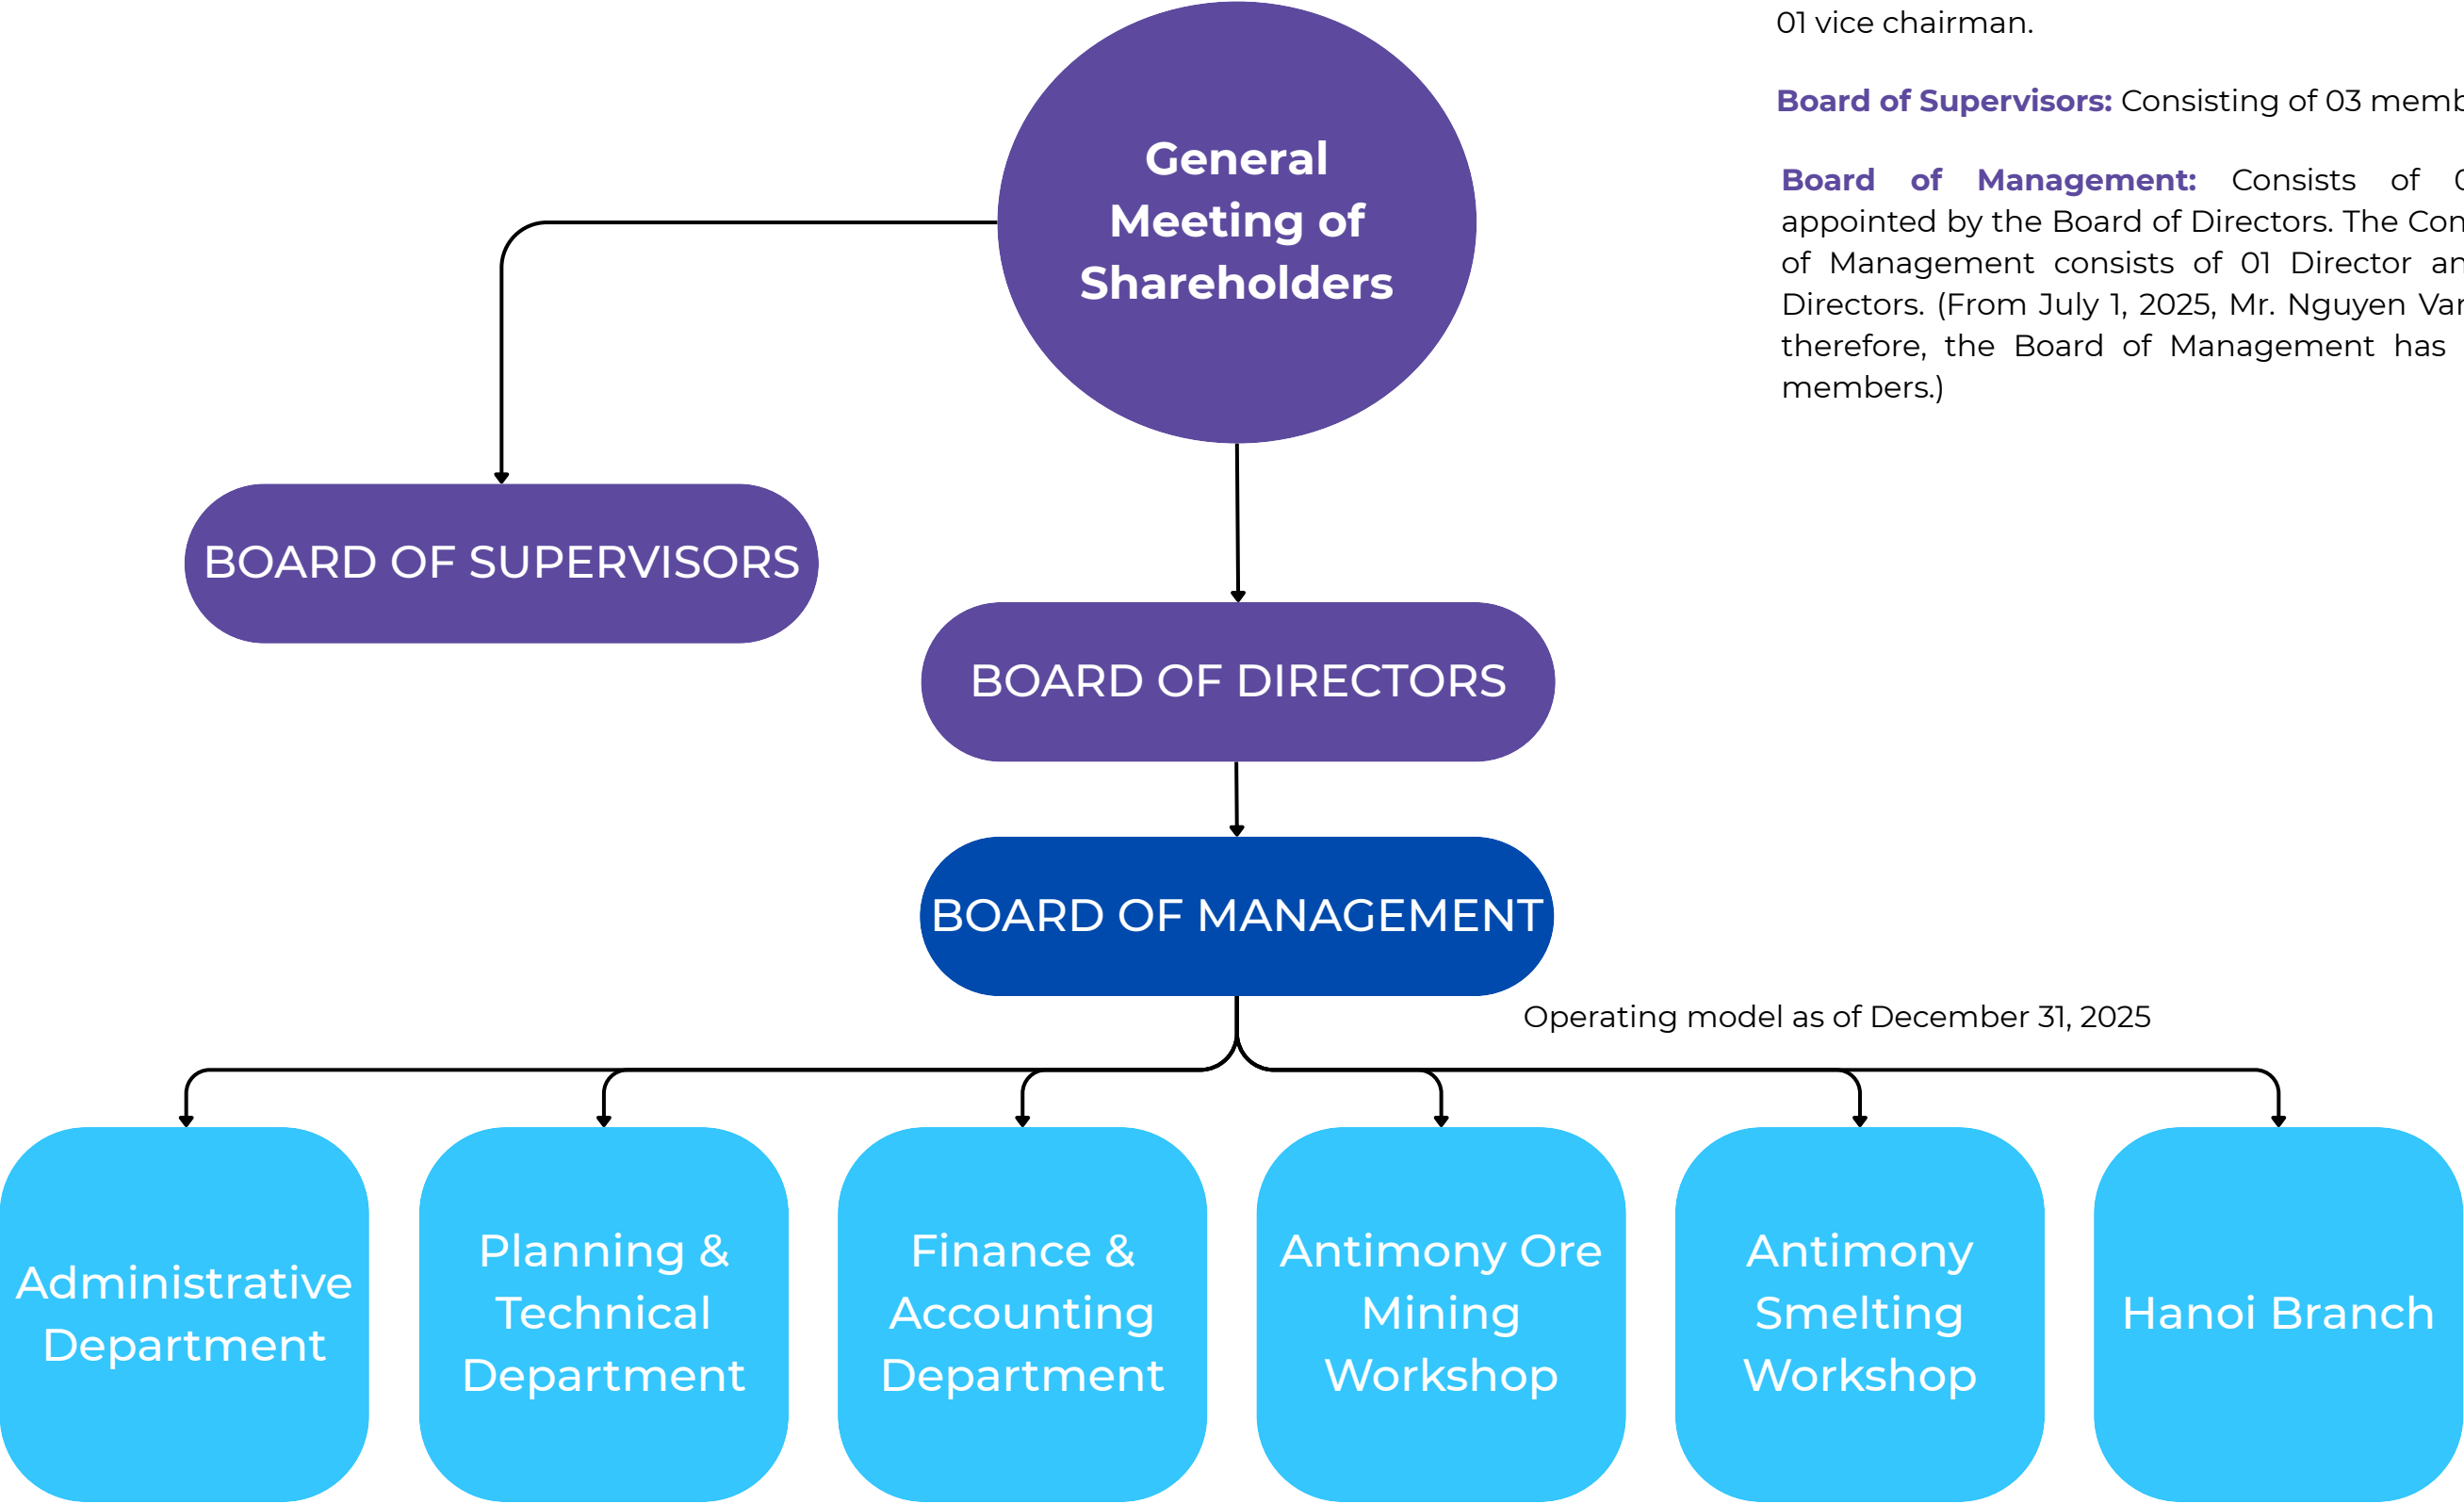 01 vice chairman.
Board of Supervisors: Consisting of 03
Board of Management: Consists of
appointed by the Board of Directors. The
of Management consists of 01 Director
Directors. (From July 1, 2025, Mr. Nguyen
therefore, the Board of Management has
members.)
General
Meeting of
Shareholders
BOARD OF SUPERVISORS
BOARD OF DIRECTORS
BOARD OF MANAGEMENT
Operating model as of December 31, 2025
Administrative
Department
Planning &
Technical
Department
Finance &
Accounting
Department
Antimony Ore
Mining
Workshop
Antimony
Smelting
Workshop
Hanoi Branch